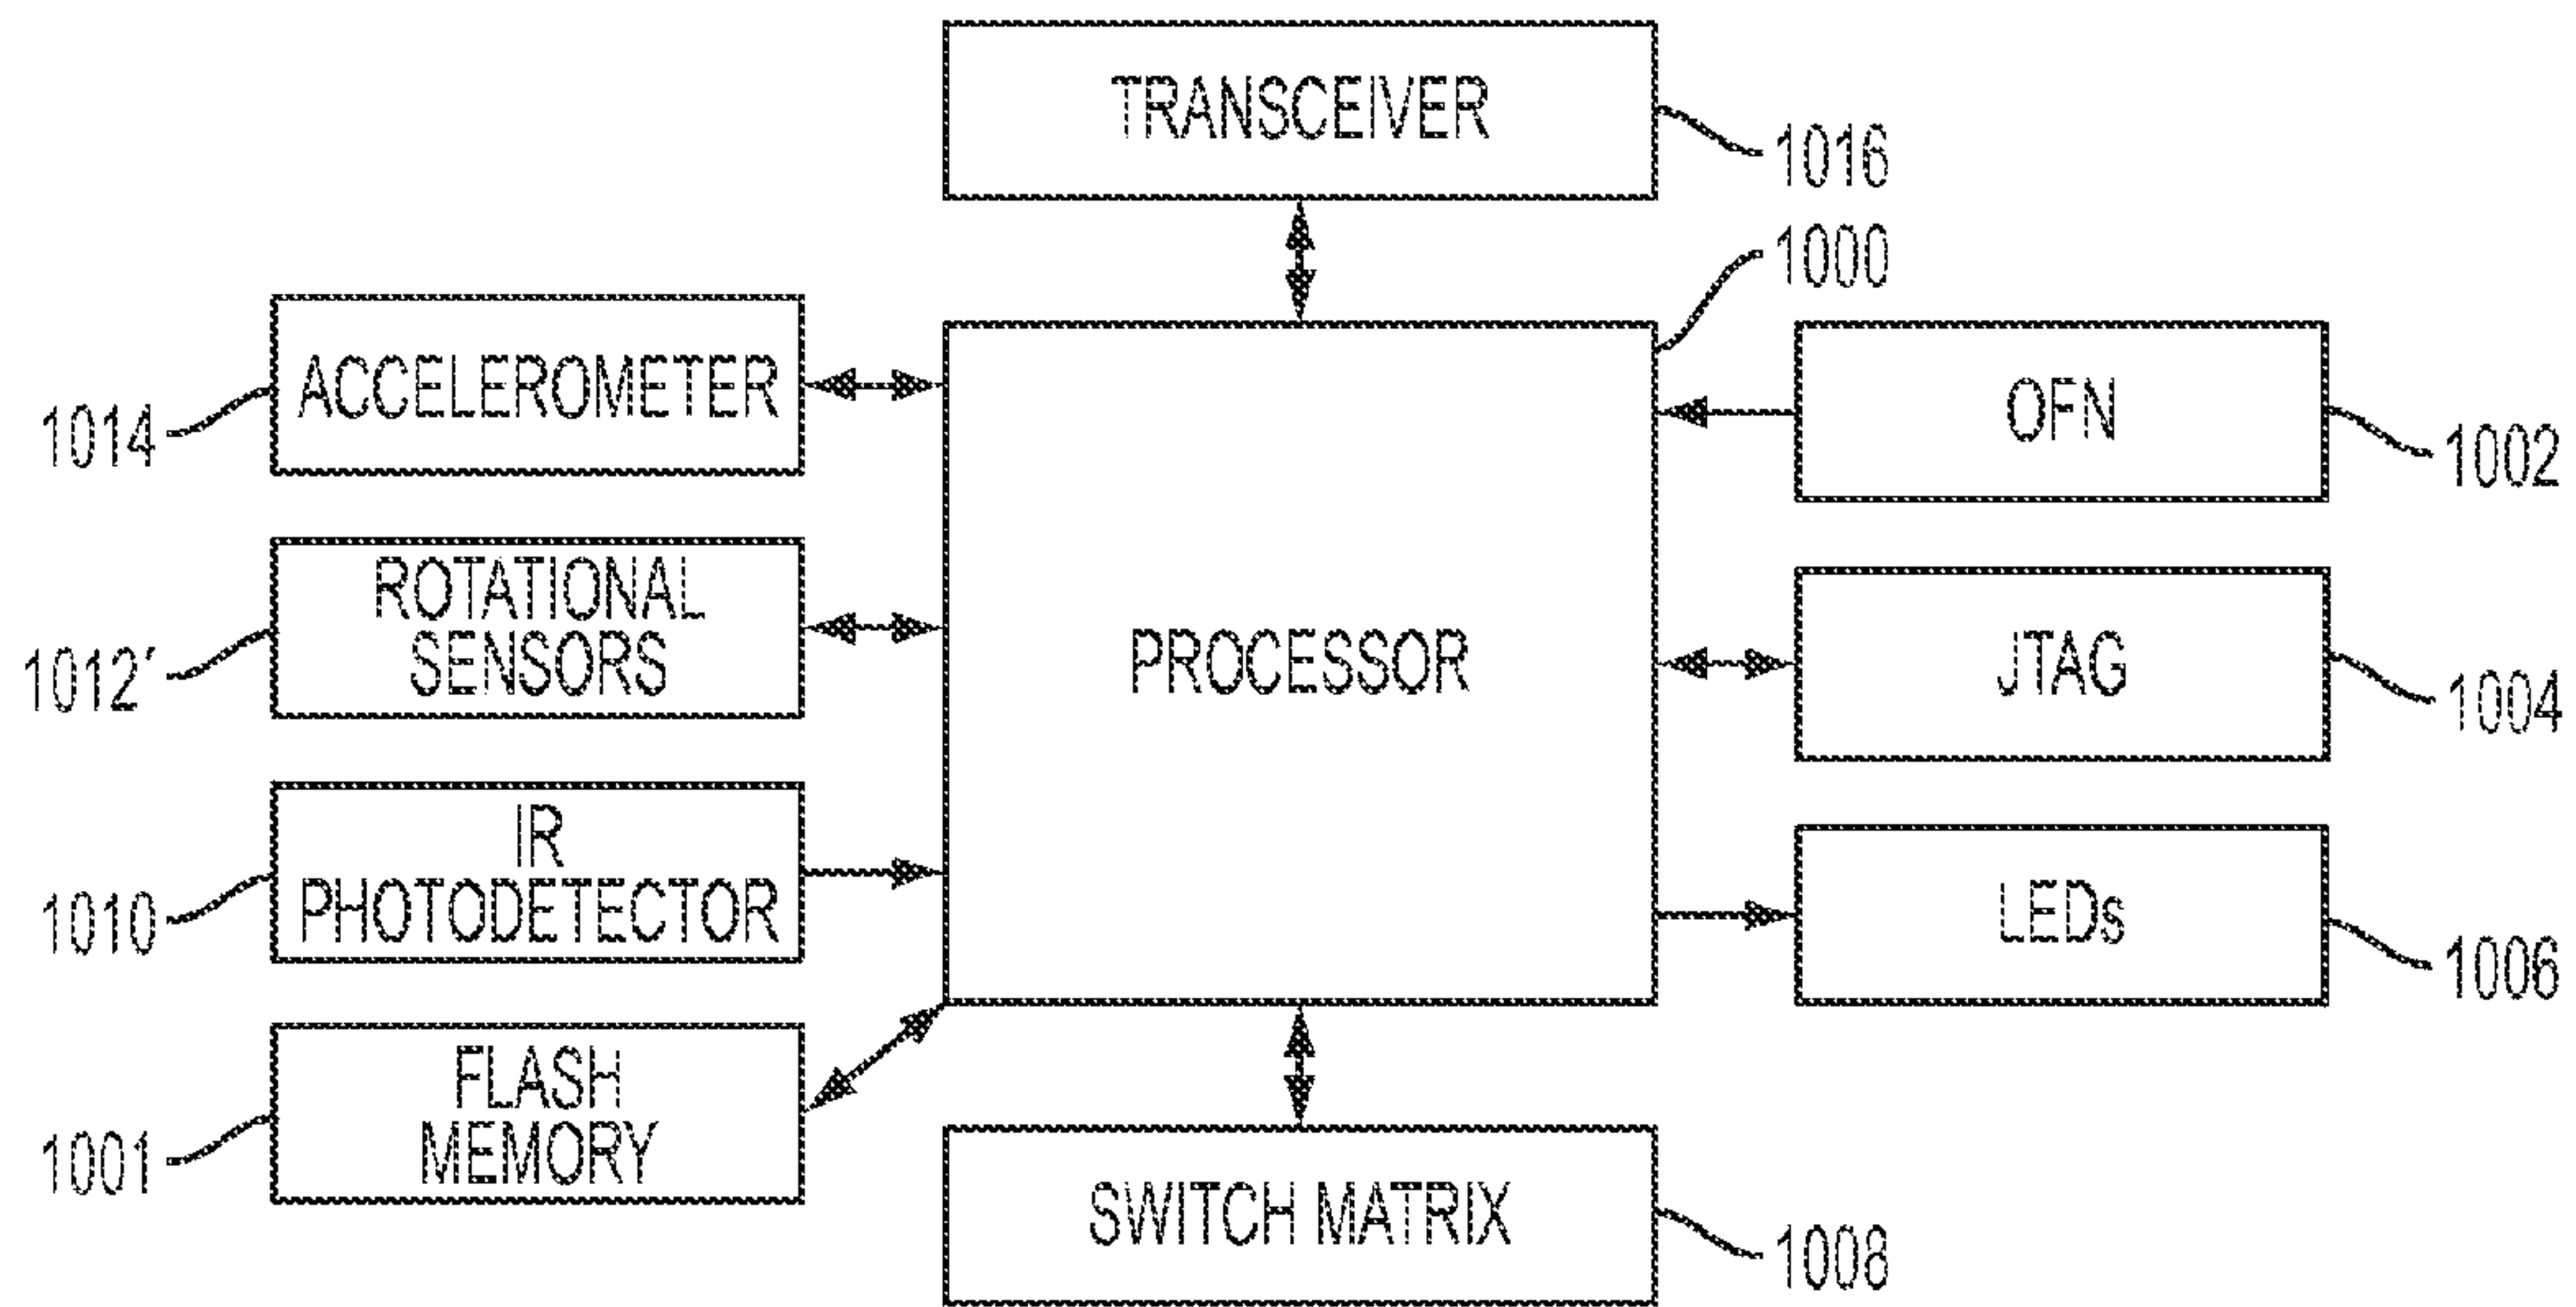 TRANSCEIVER
1016
1000
ACCELEROMETER
1014
OFN
1002
ROTATIONAL
SENSORS
1012′
PROCESSOR
JTAG
1004
IR
PHOTODETECTOR
1010
LEDs
1006
FLASH
MEMORY
1001
SWITCH MATRIX
1008